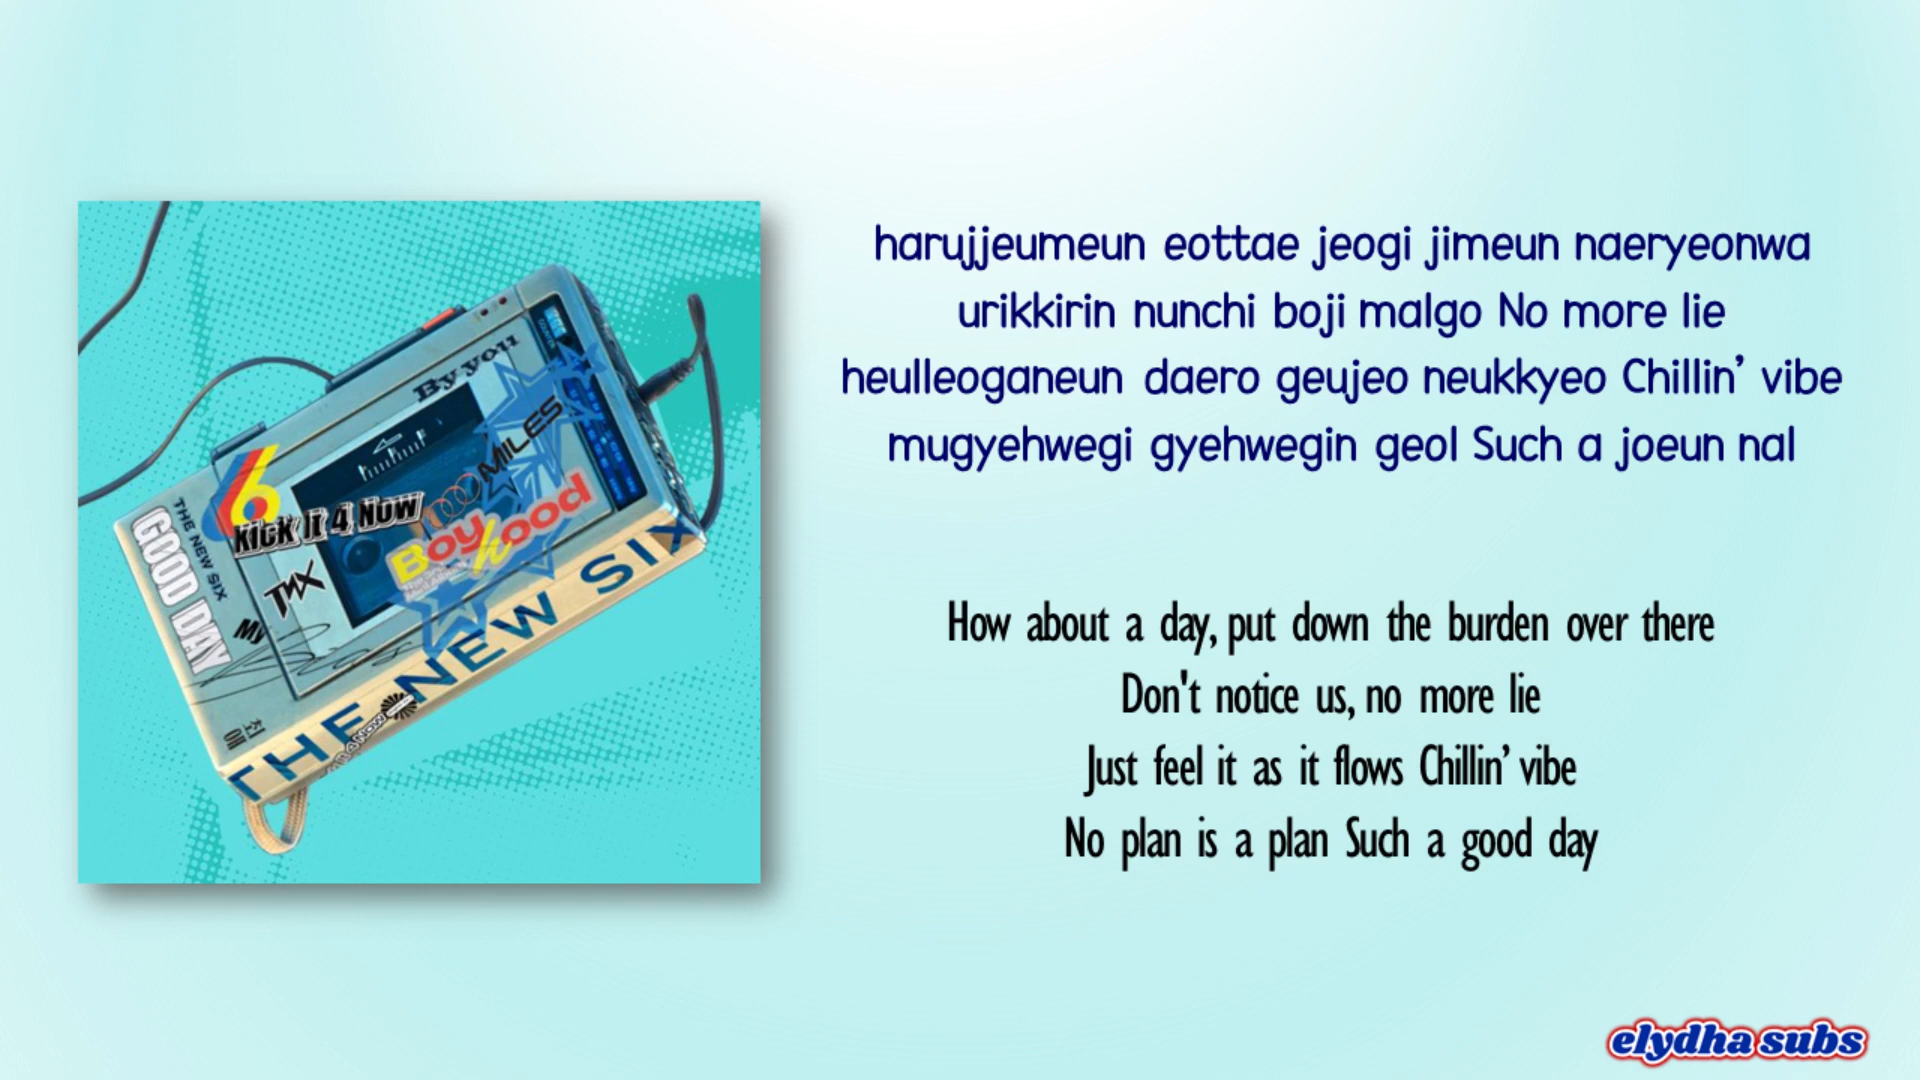 By you
MILES
6
Kick It 4 Now
Boyhood
THE NEW SIX
GOOD DAY
TNX
My
THE NEW SIX
harujjeumeun eottae jeogi jimeun naeryeonwa
urikkirin nunchi boji malgo No more lie
heulleoganeun daero geujeo neukkyeo Chillin’ vibe
mugyehwegi gyehwegin geol Such a joeun nal
How about a day, put down the burden over there
Don't notice us, no more lie
Just feel it as it flows Chillin’ vibe
No plan is a plan Such a good day
elydha subs